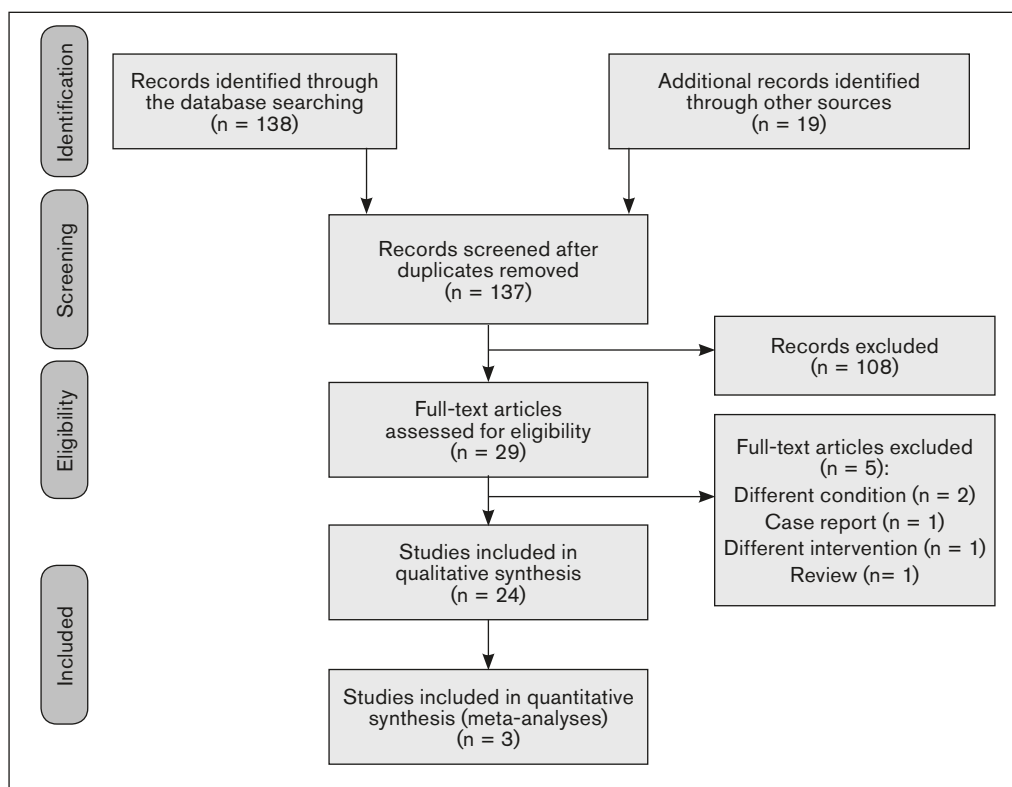 Identification
Records identified through
the database searching
(n = 138)
Additional records identified
through other sources
(n = 19)
Screening
Records screened after
duplicates removed
(n = 137)
Records excluded
(n = 108)
Eligibility
Full-text articles
assessed for eligibility
(n = 29)
Full-text articles excluded
(n = 5):
Different condition (n = 2)
Case report (n = 1)
Different intervention (n = 1)
Review (n= 1)
Included
Studies included in
qualitative synthesis
(n = 24)
Studies included in quantitative
synthesis (meta-analyses)
(n = 3)